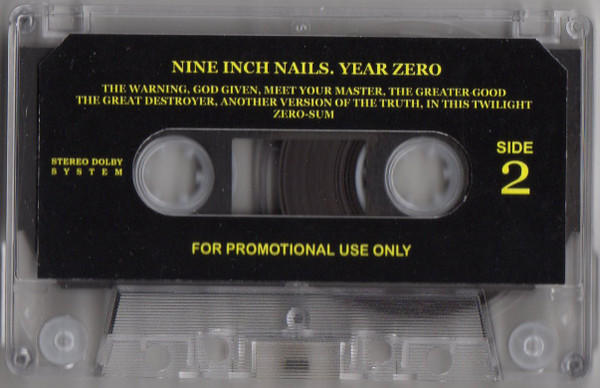 NINE INCH NAILS. YEAR ZERO
THE WARNING, GOD GIVEN, MEET YOUR MASTER, THE GREATER GOOD
THE GREAT DESTROYER, ANOTHER VERSION OF THE TRUTH, IN THIS TWILIGHT
ZERO-SUM
STEREO DOLBY
SYSTEM
SIDE
2
FOR PROMOTIONAL USE ONLY